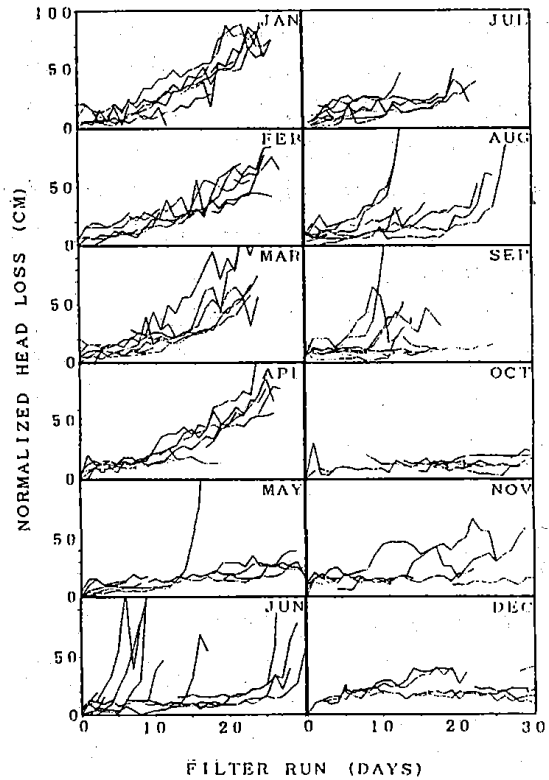 100
JAN
JUL
50
0
FEB
AUG
50
0
MAR
SEP
50
0
APR
OCT
50
0
MAY
NOV
50
0
JUN
DEC
50
0
0 10 20 0 10 20 30
NORMALIZED HEAD LOSS (CM)
FILTER RUN (DAYS)